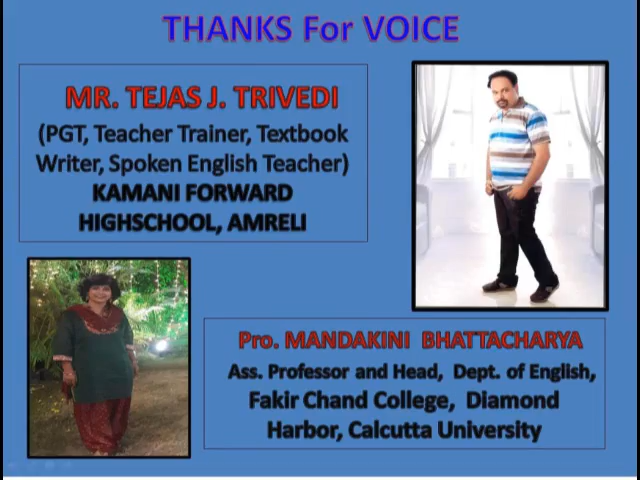 THANKS For VOICE
MR. TEJAS J. TRIVEDI
(PGT, Teacher Trainer, Textbook
Writer, Spoken English Teacher)
KAMANI FORWARD
HIGHSCHOOL, AMRELI
Pro. MANDAKINI BHATTACHARYA
Ass. Professor and Head, Dept. of English,
Fakir Chand College, Diamond
Harbor, Calcutta University